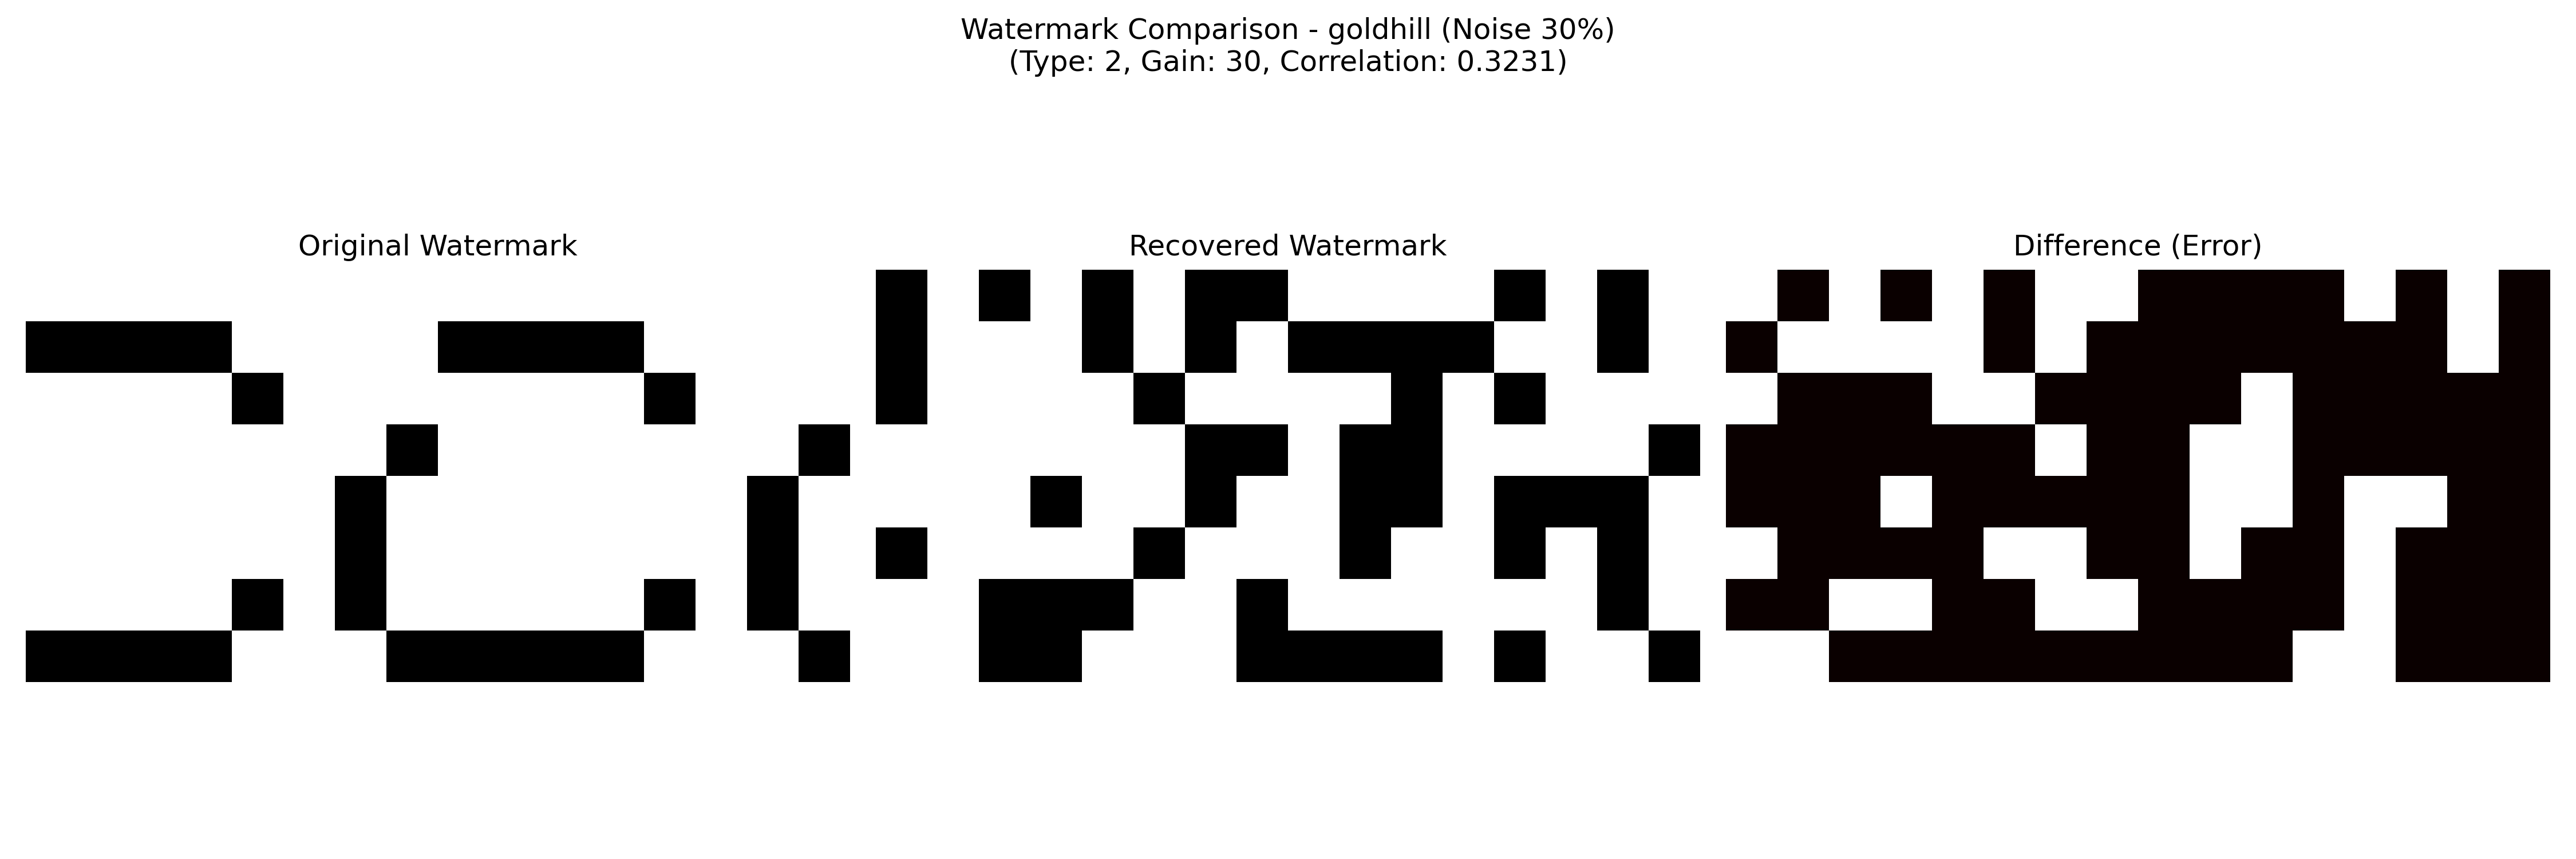 Watermark Comparison - goldhill (Noise 30%)
(Type: 2, Gain: 30, Correlation: 0.3231)
Original Watermark
Recovered Watermark
Difference (Error)